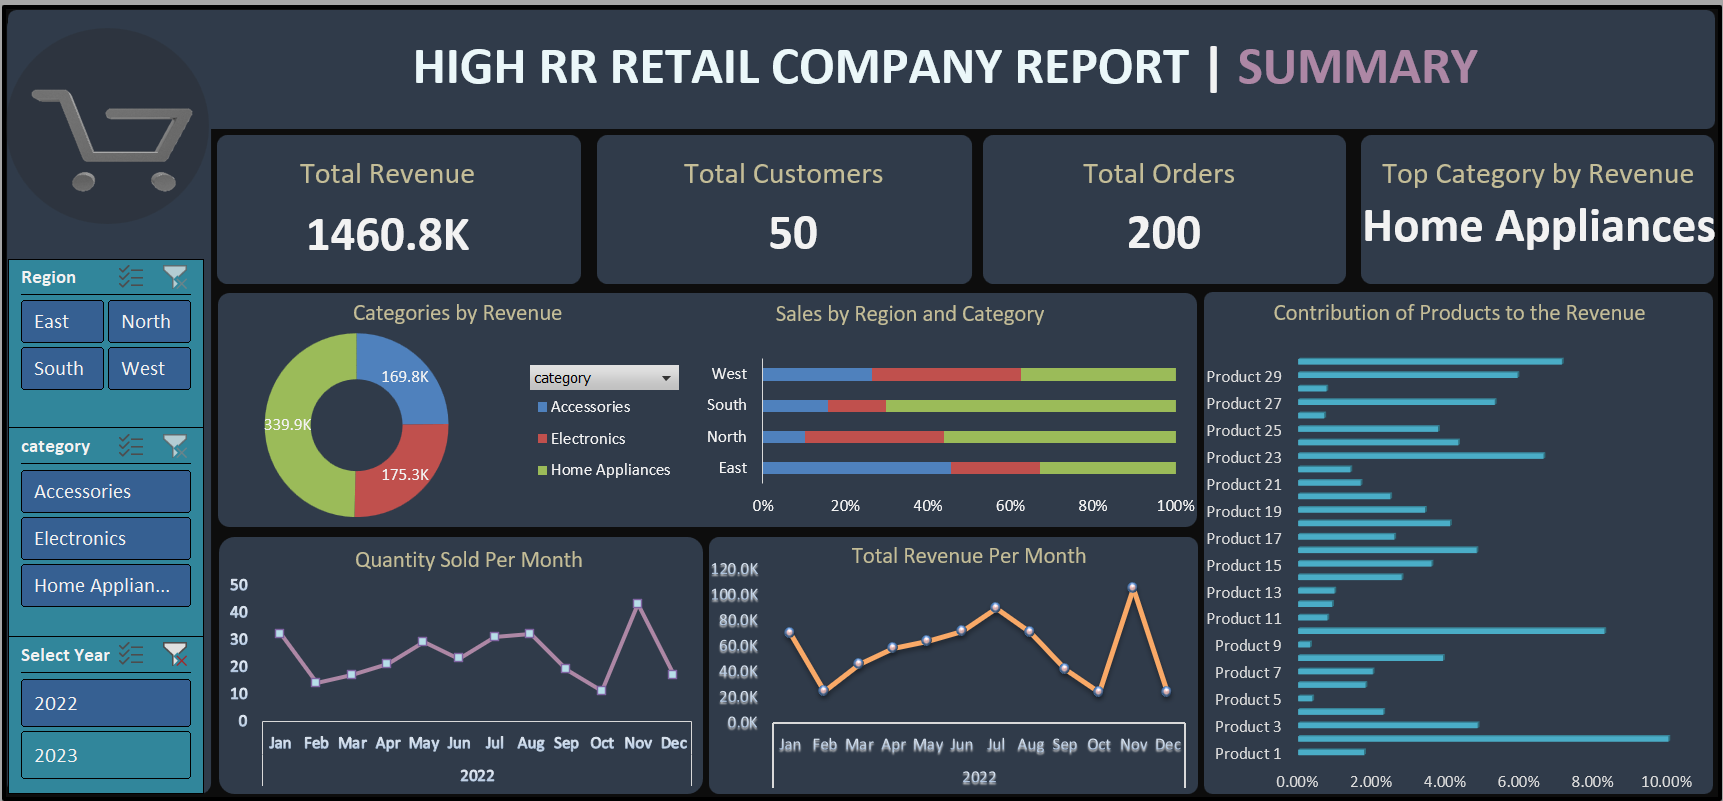 HIGH RR RETAIL COMPANY REPORT | SUMMARY
Total Revenue
1460.8K
Total Customers
50
Total Orders
200
Top Category by Revenue
Home Appliances
Region
East
North
South
West
category
Accessories
Electronics
Home Applian...
Select Year
2022
2023
Categories by Revenue
169.8K
339.9K
175.3K
category
Accessories
Electronics
Home Appliances
Sales by Region and Category
West
South
North
East
0% 20% 40% 60% 80% 100%
Contribution of Products to the Revenue
Product 29
Product 27
Product 25
Product 23
Product 21
Product 19
Product 17
Product 15
Product 13
Product 11
Product 9
Product 7
Product 5
Product 3
Product 1
0.00% 2.00% 4.00% 6.00% 8.00% 10.00%
Quantity Sold Per Month
50
40
30
20
10
0
Jan Feb Mar Apr May Jun Jul Aug Sep Oct Nov Dec
2022
Total Revenue Per Month
120.0K
100.0K
80.0K
60.0K
40.0K
20.0K
0.0K
Jan Feb Mar Apr May Jun Jul Aug Sep Oct Nov Dec
2022